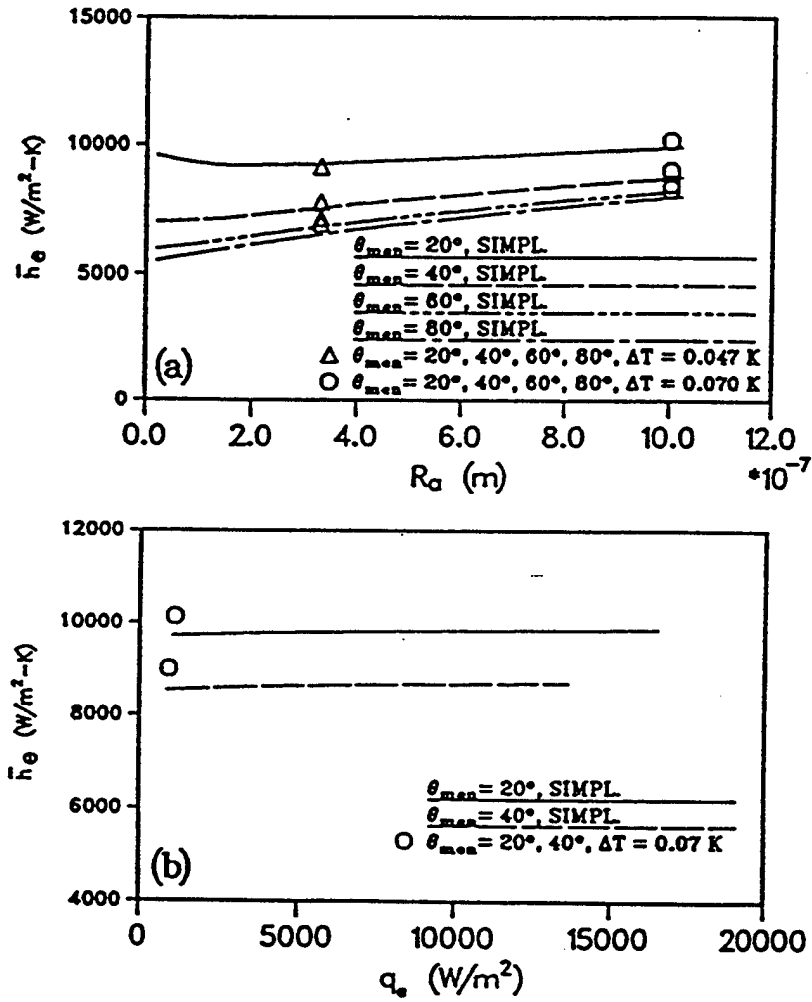 15000
10000
5000
0
h̄θ (W/m²−K)
θmen = 20°, SIMPL.
θmen = 40°, SIMPL.
θmen = 60°, SIMPL.
θmen = 80°, SIMPL.
△ θmen = 20°, 40°, 60°, 80°, ΔT = 0.047 K
○ θmen = 20°, 40°, 60°, 80°, ΔT = 0.070 K
(a)
0.0 2.0 4.0 6.0 8.0 10.0 12.0
Ra (m) *10⁻⁷
12000
10000
8000
6000
4000
h̄θ (W/m²−K)
θmen = 20°, SIMPL.
θmen = 40°, SIMPL.
○ θmen = 20°, 40°, ΔT = 0.07 K
(b)
0 5000 10000 15000 20000
qe (W/m²)